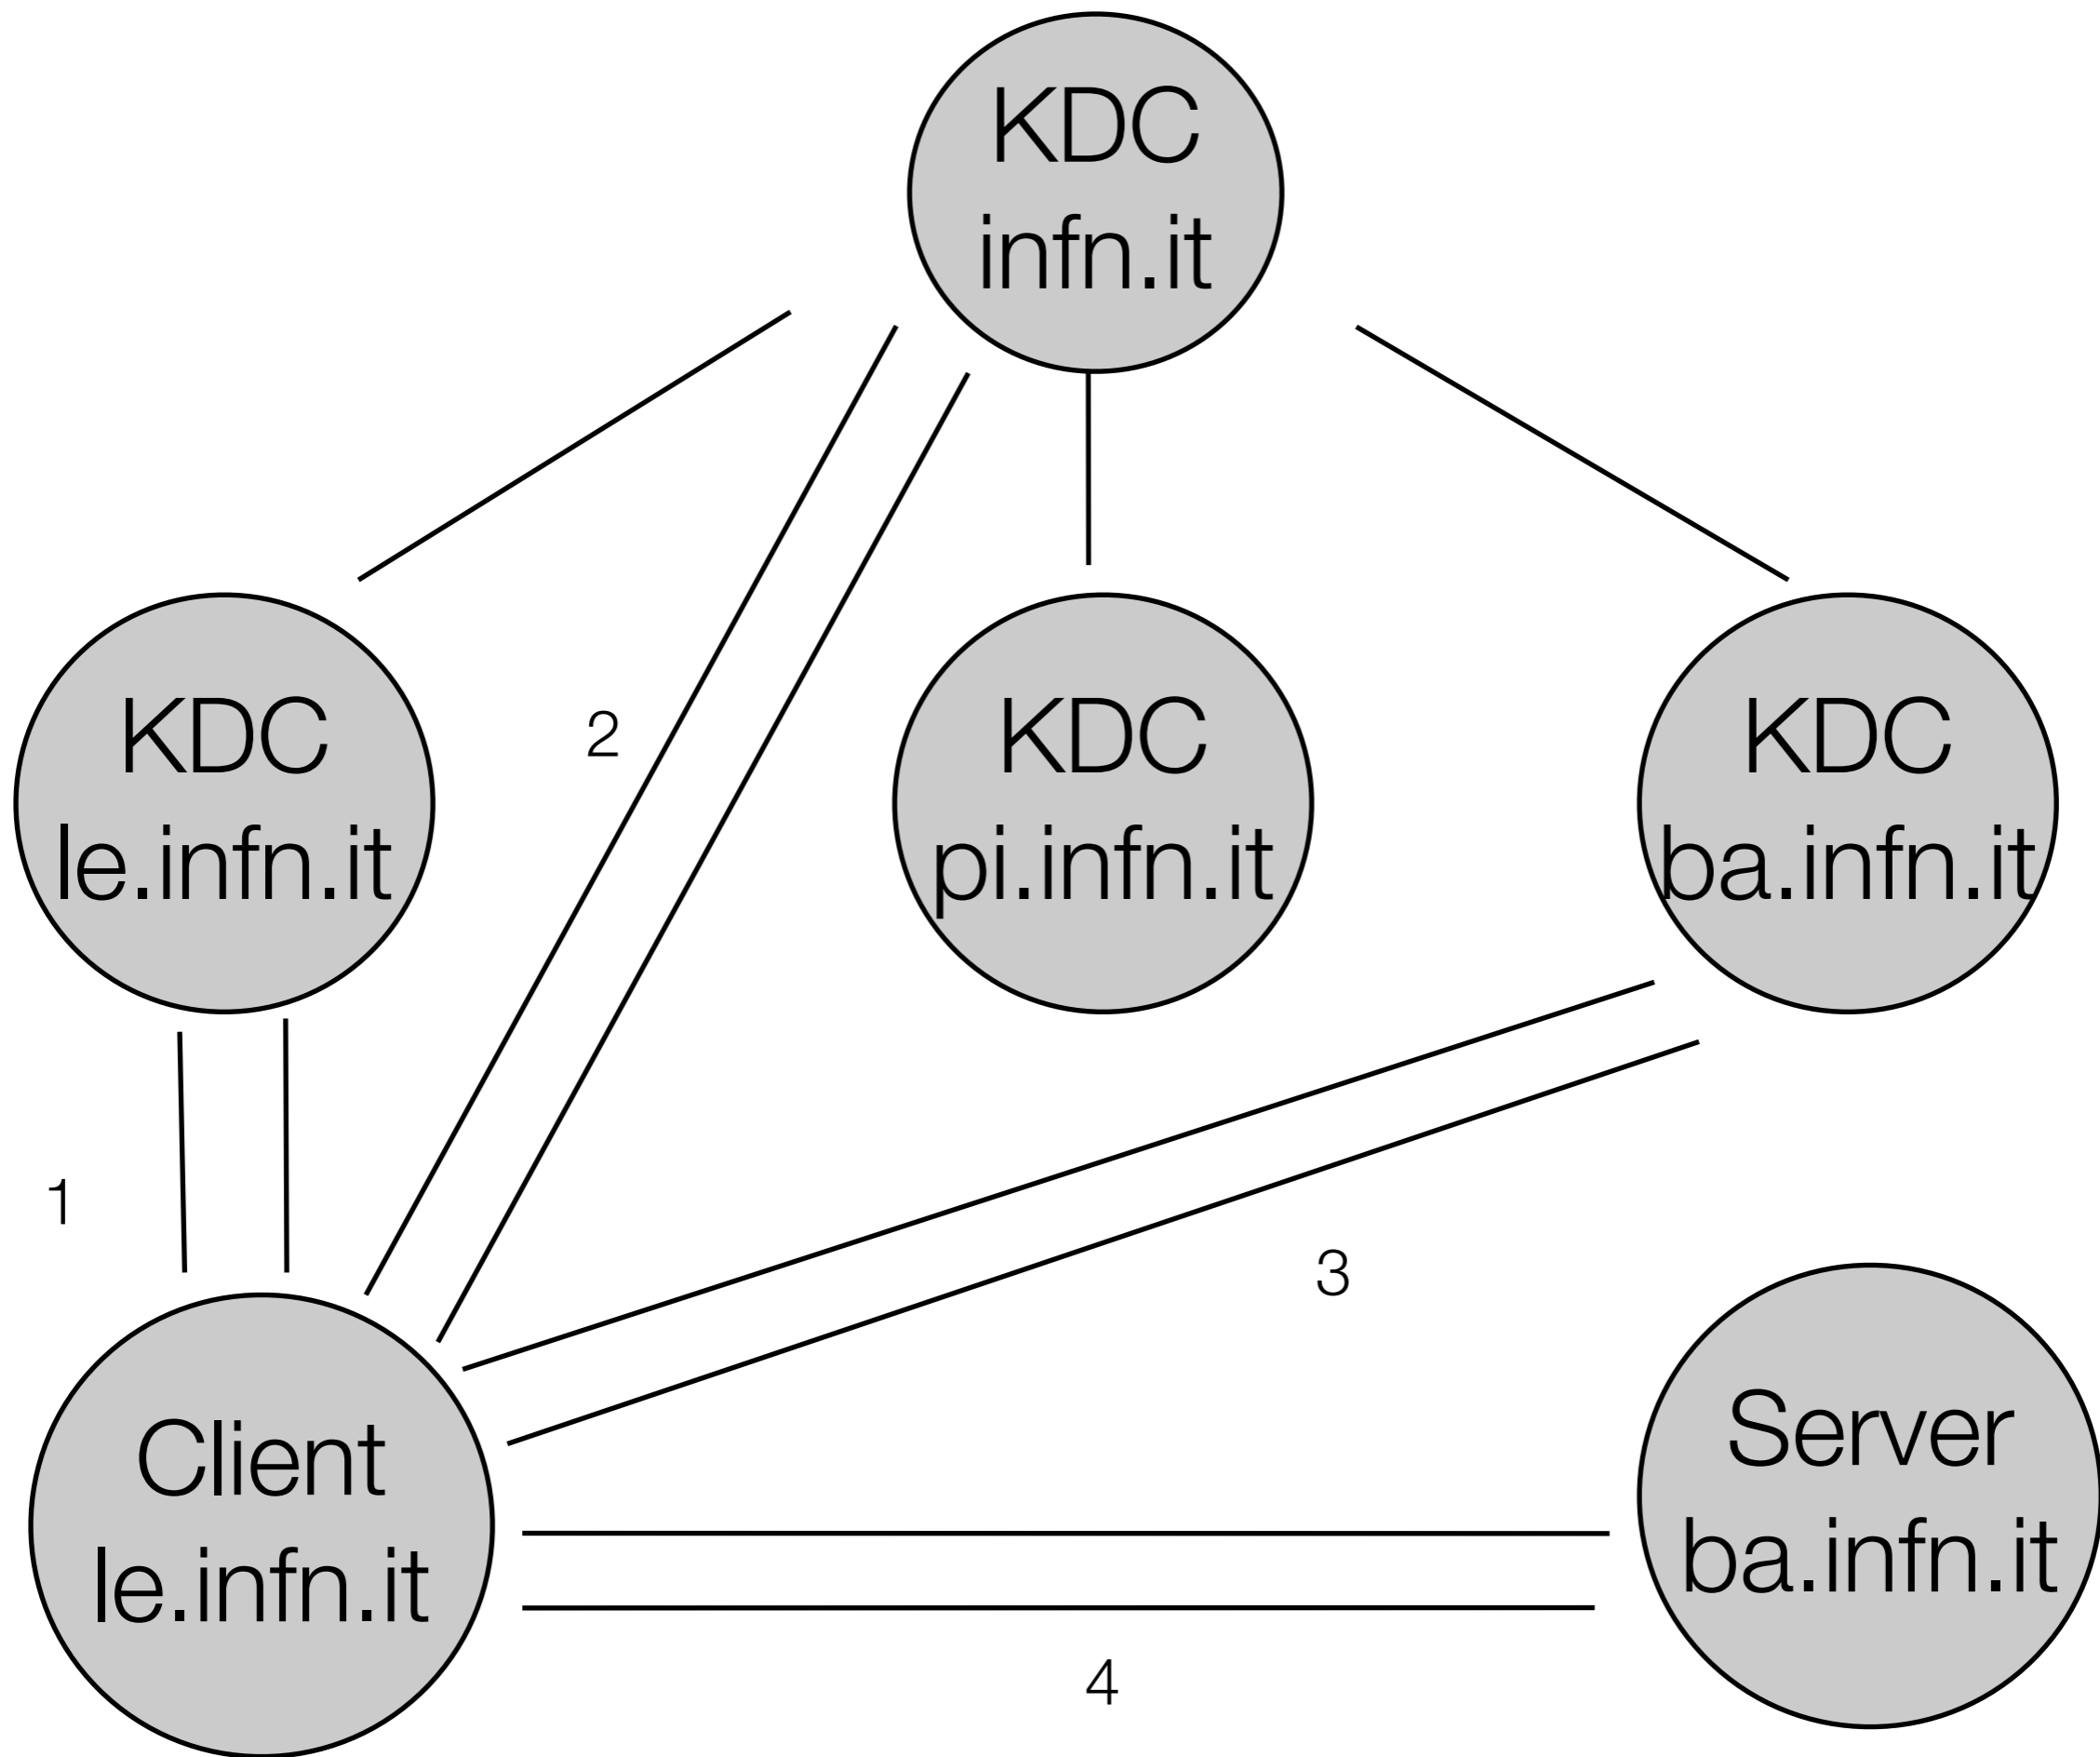 KDC
infn.it
KDC
le.infn.it
2
KDC
pi.infn.it
KDC
ba.infn.it
1
3
Client
le.infn.it
Server
ba.infn.it
4